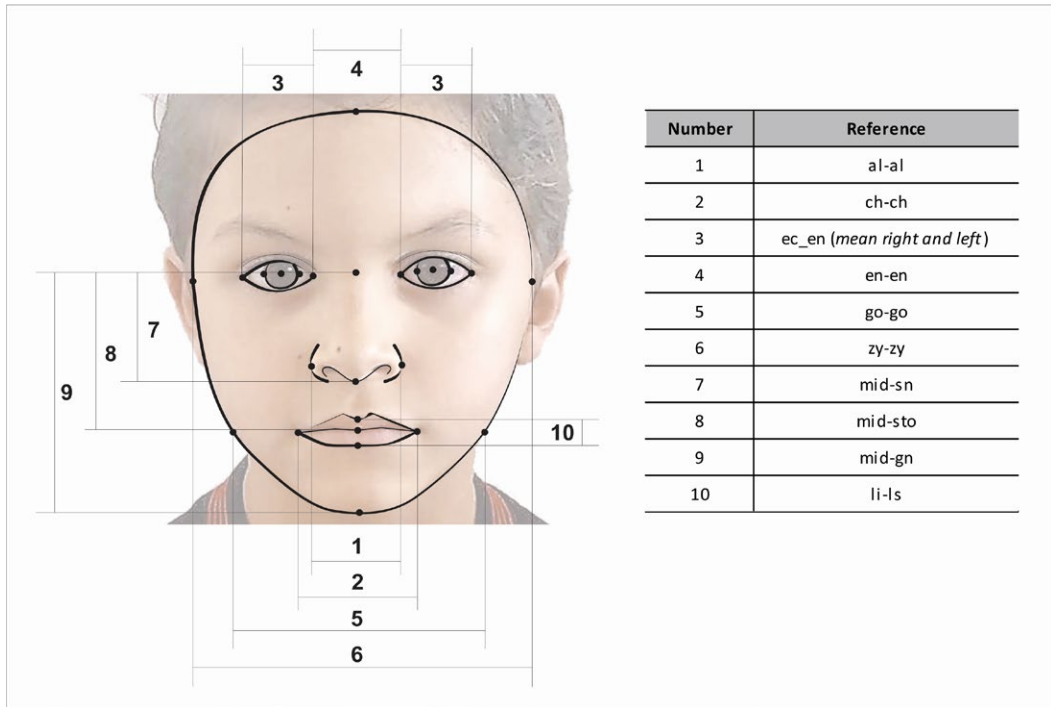 4
3 3
7
8
9
10
1
2
5
6
Number Reference
1 al-al
2 ch-ch
3 ec_en (mean right and left)
4 en-en
5 go-go
6 zy-zy
7 mid-sn
8 mid-sto
9 mid-gn
10 li-ls